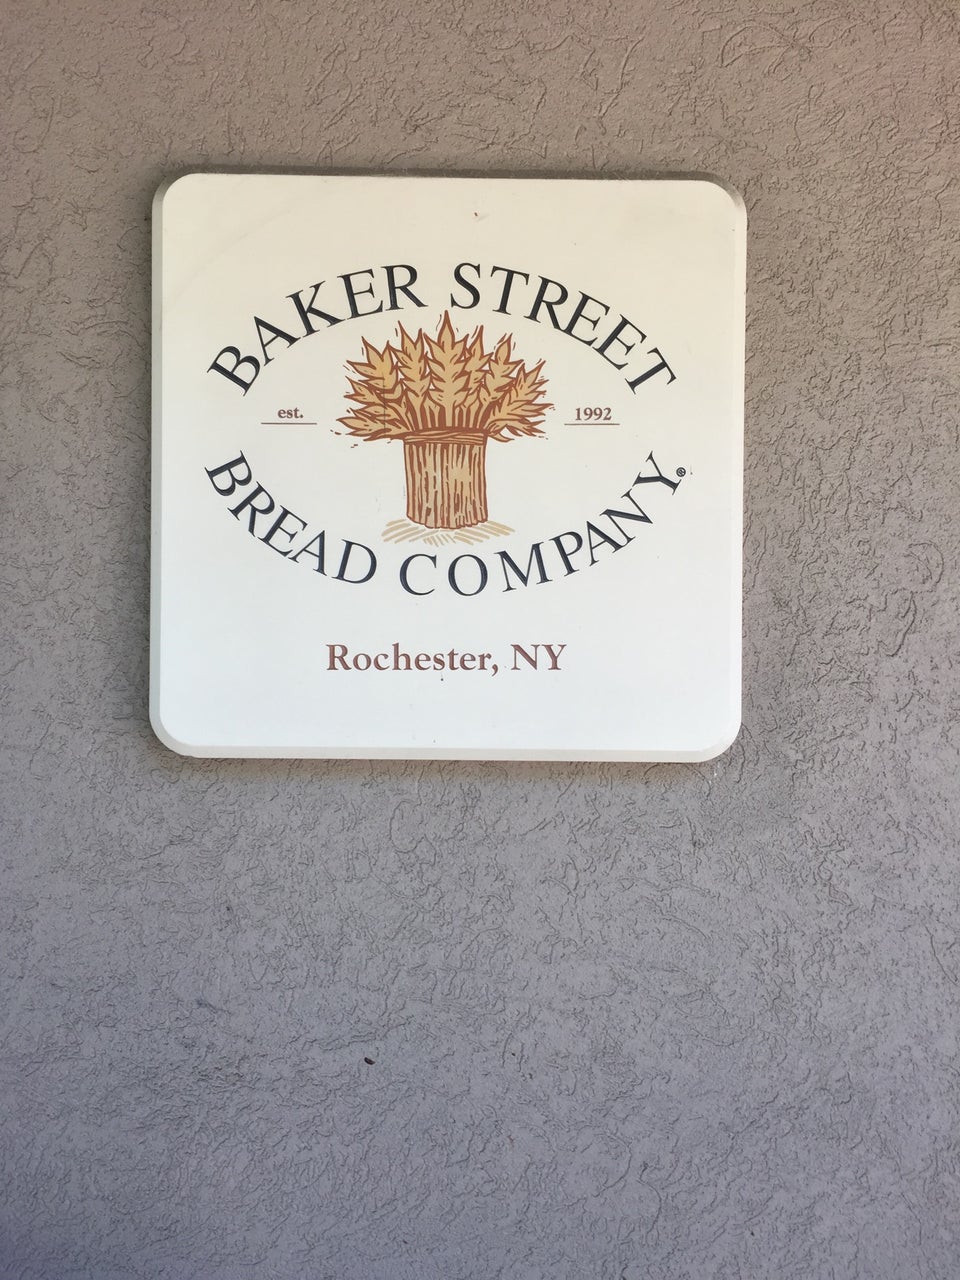 BAKER STREET
est. 1992
BREAD COMPANY®
Rochester, NY